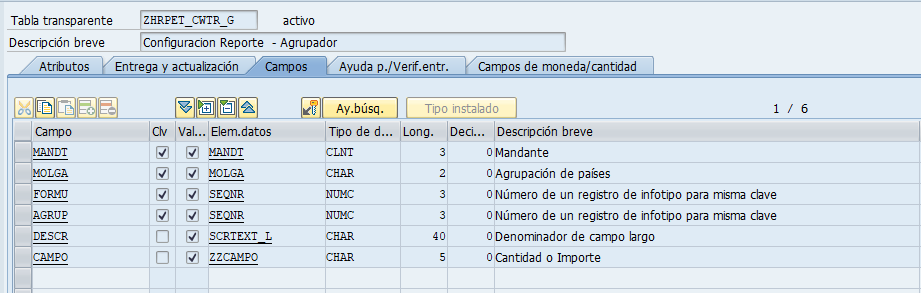 Tabla transparente ZHRPET_CWTR_G activo
Descripción breve Configuracion Reporte - Agrupador
Atributos Entrega y actualización Campos Ayuda p./Verif.entr. Campos de moneda/cantidad
Ay.búsq. Tipo instalado 1 / 6
Campo Clv Val... Elem.datos Tipo de d... Long. Deci... Descripción breve
MANDT MANDT CLNT 3 0 Mandante
MOLGA MOLGA CHAR 2 0 Agrupación de países
FORMU SEQNR NUMC 3 0 Número de un registro de infotipo para misma clave
AGRUP SEQNR NUMC 3 0 Número de un registro de infotipo para misma clave
DESCR SCRTEXT_L CHAR 40 0 Denominador de campo largo
CAMPO ZZCAMPO CHAR 5 0 Cantidad o Importe